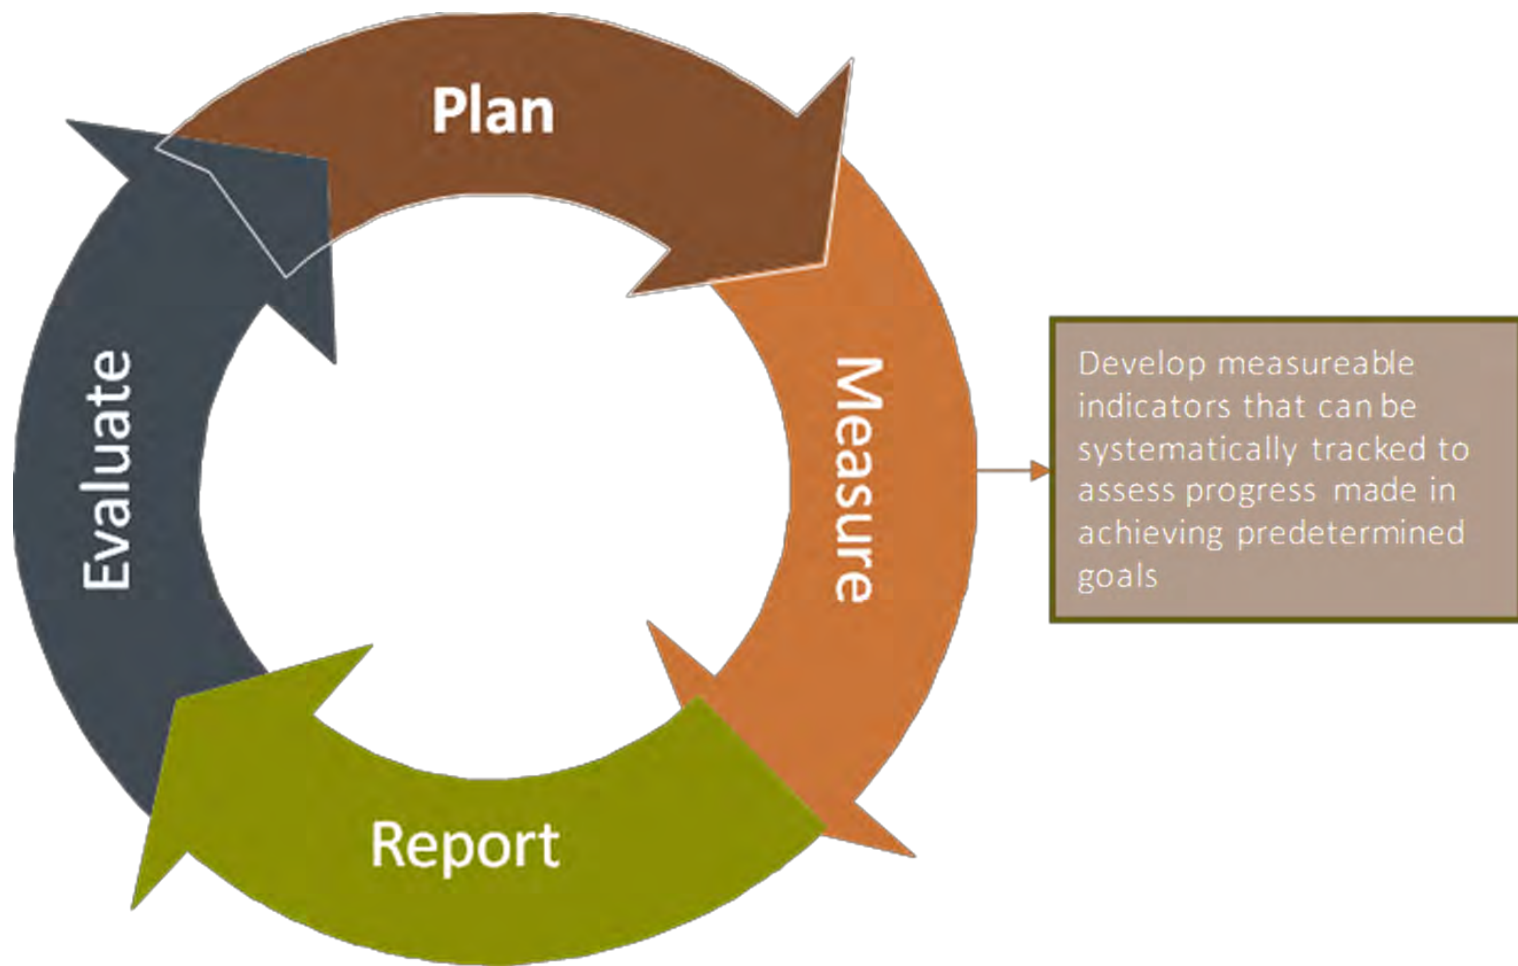 Plan
Measure
Report
Evaluate
Develop measureable
indicators that can be
systematically tracked to
assess progress made in
achieving predetermined
goals